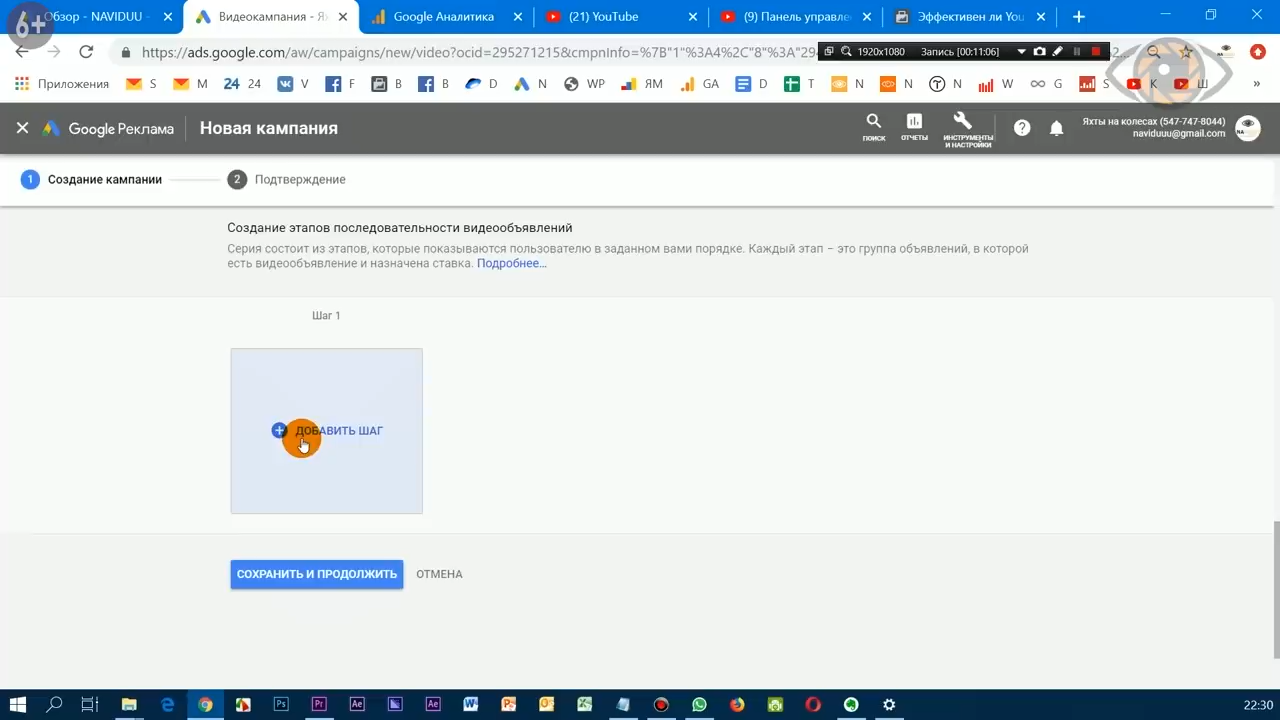 6+
Обзор - NAVIDUU -
Видеокампания - Як
Google Аналитика
(21) YouTube
(9) Панель управле
Эффективен ли You
https://ads.google.com/aw/campaigns/new/video?ocid=295271215&cmpnInfo=%7B"1"%3A4%2C"8"%3A"29
1920x1080
Запись [00:11:06]
Приложения
S
M
24
24
V
F
B
B
D
N
WP
ЯМ
GA
D
T
N
N
N
W
G
S
К
Ш
»
Google Реклама
Новая кампания
ПОИСК
ОТЧЕТЫ
ИНСТРУМЕНТЫ
И НАСТРОЙКИ
Яхты на колесах (547-747-8044)
naviduuu@gmail.com
1
Создание кампании
2
Подтверждение
Создание этапов последовательности видеообъявлений
Серия состоит из этапов, которые показываются пользователю в заданном вами порядке. Каждый этап – это группа объявлений, в которой
есть видеообъявление и назначена ставка. Подробнее…
Шаг 1
ДОБАВИТЬ ШАГ
СОХРАНИТЬ И ПРОДОЛЖИТЬ
ОТМЕНА
22:30